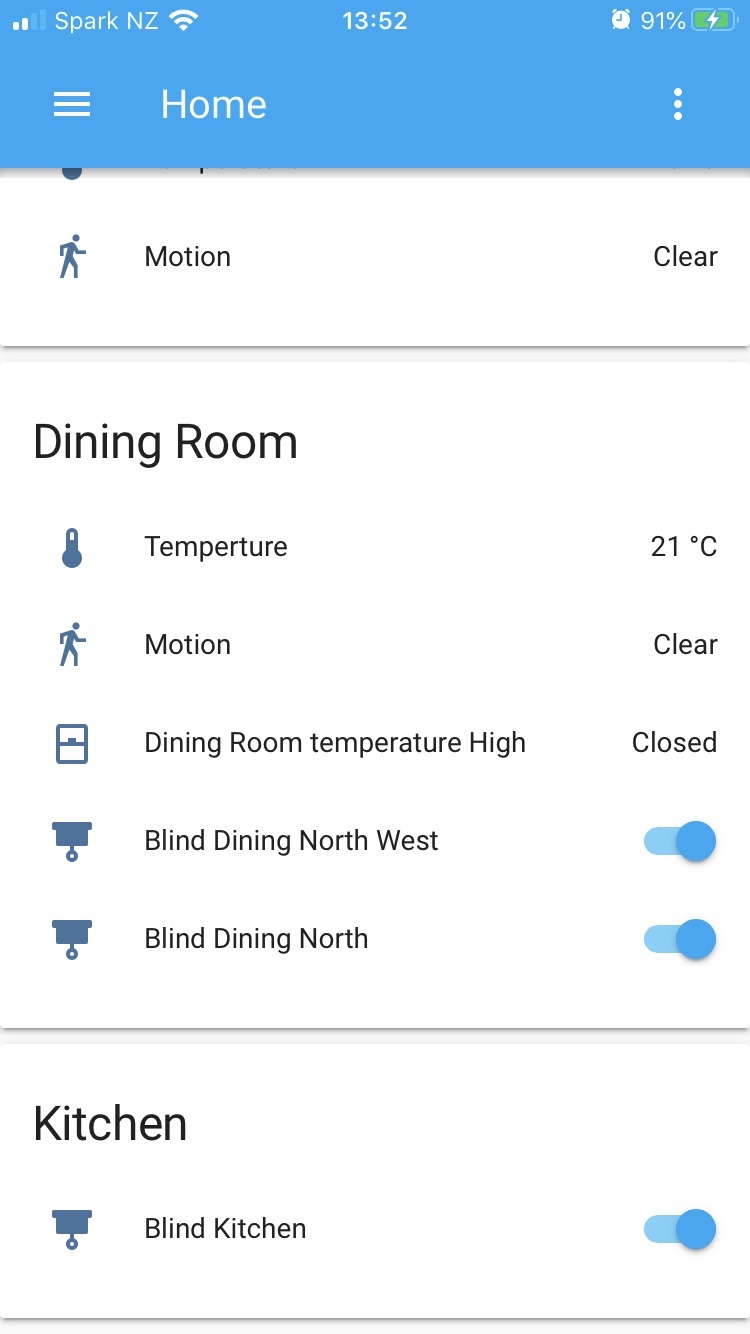 Spark NZ 13:52 91%
Home
Motion Clear
Dining Room
Temperture 21 °C
Motion Clear
Dining Room temperature High Closed
Blind Dining North West
Blind Dining North
Kitchen
Blind Kitchen